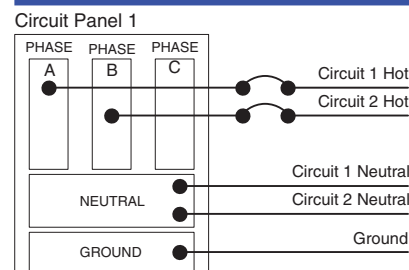 Circuit Panel 1
PHASE PHASE PHASE
A B C
Circuit 1 Hot
Circuit 2 Hot
Circuit 1 Neutral
NEUTRAL
Circuit 2 Neutral
Ground
GROUND